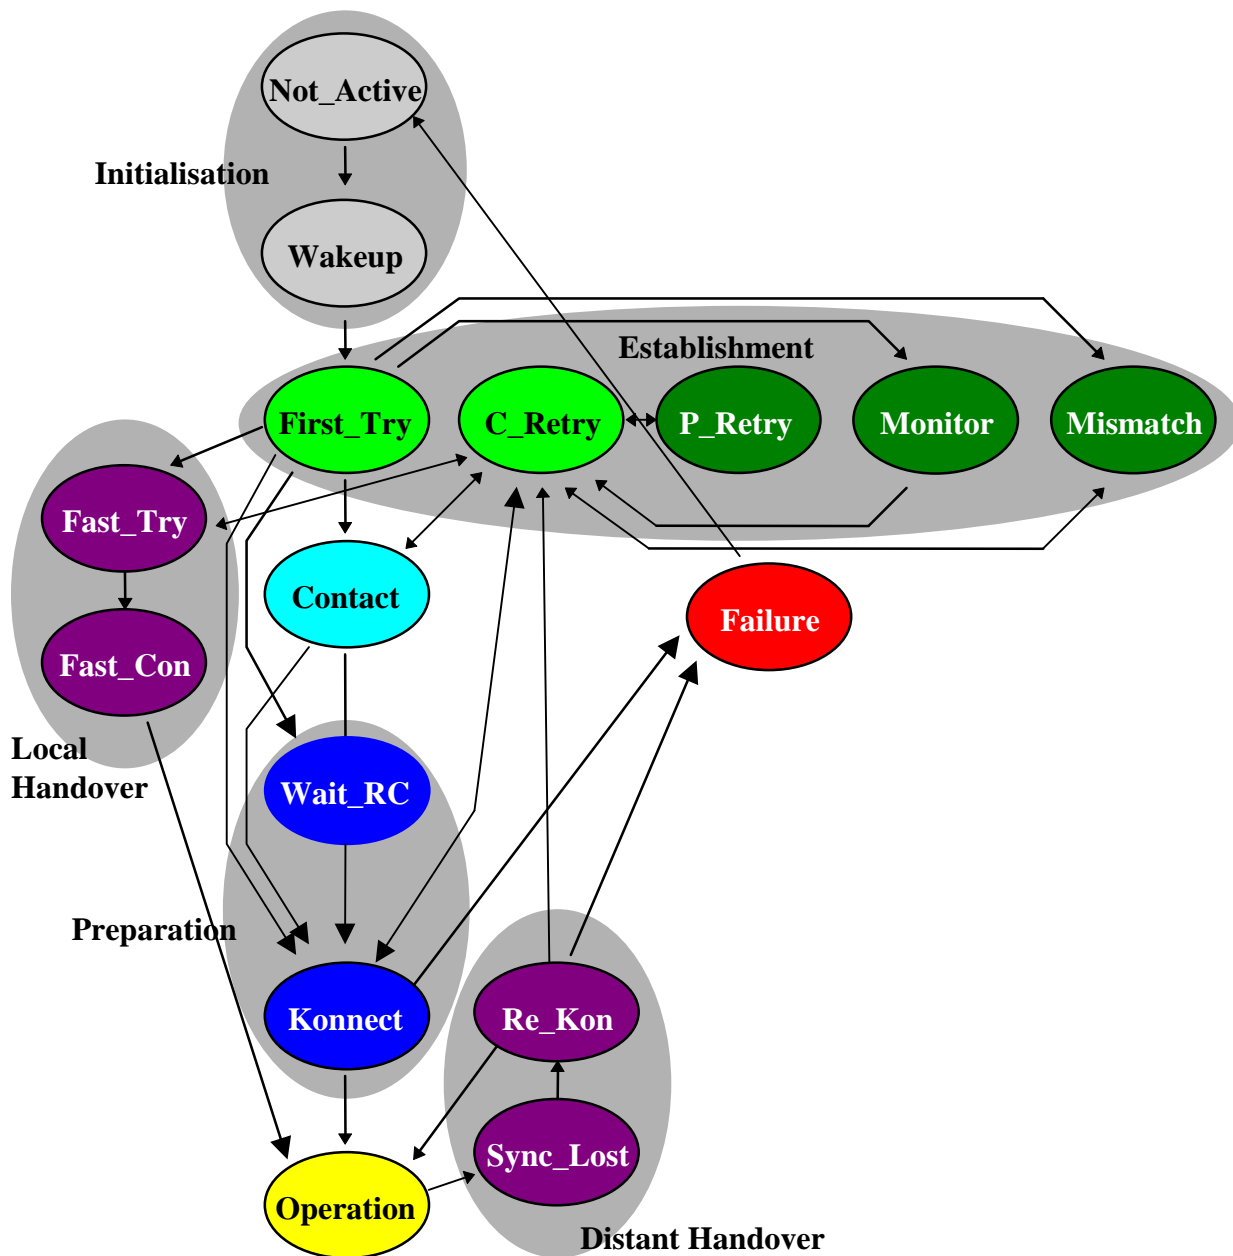 Not_Active
Initialisation
Wakeup
Establishment
First_Try
C_Retry
P_Retry
Monitor
Mismatch
Fast_Try
Contact
Failure
Fast_Con
Local
Handover
Wait_RC
Preparation
Konnect
Re_Kon
Sync_Lost
Operation
Distant Handover